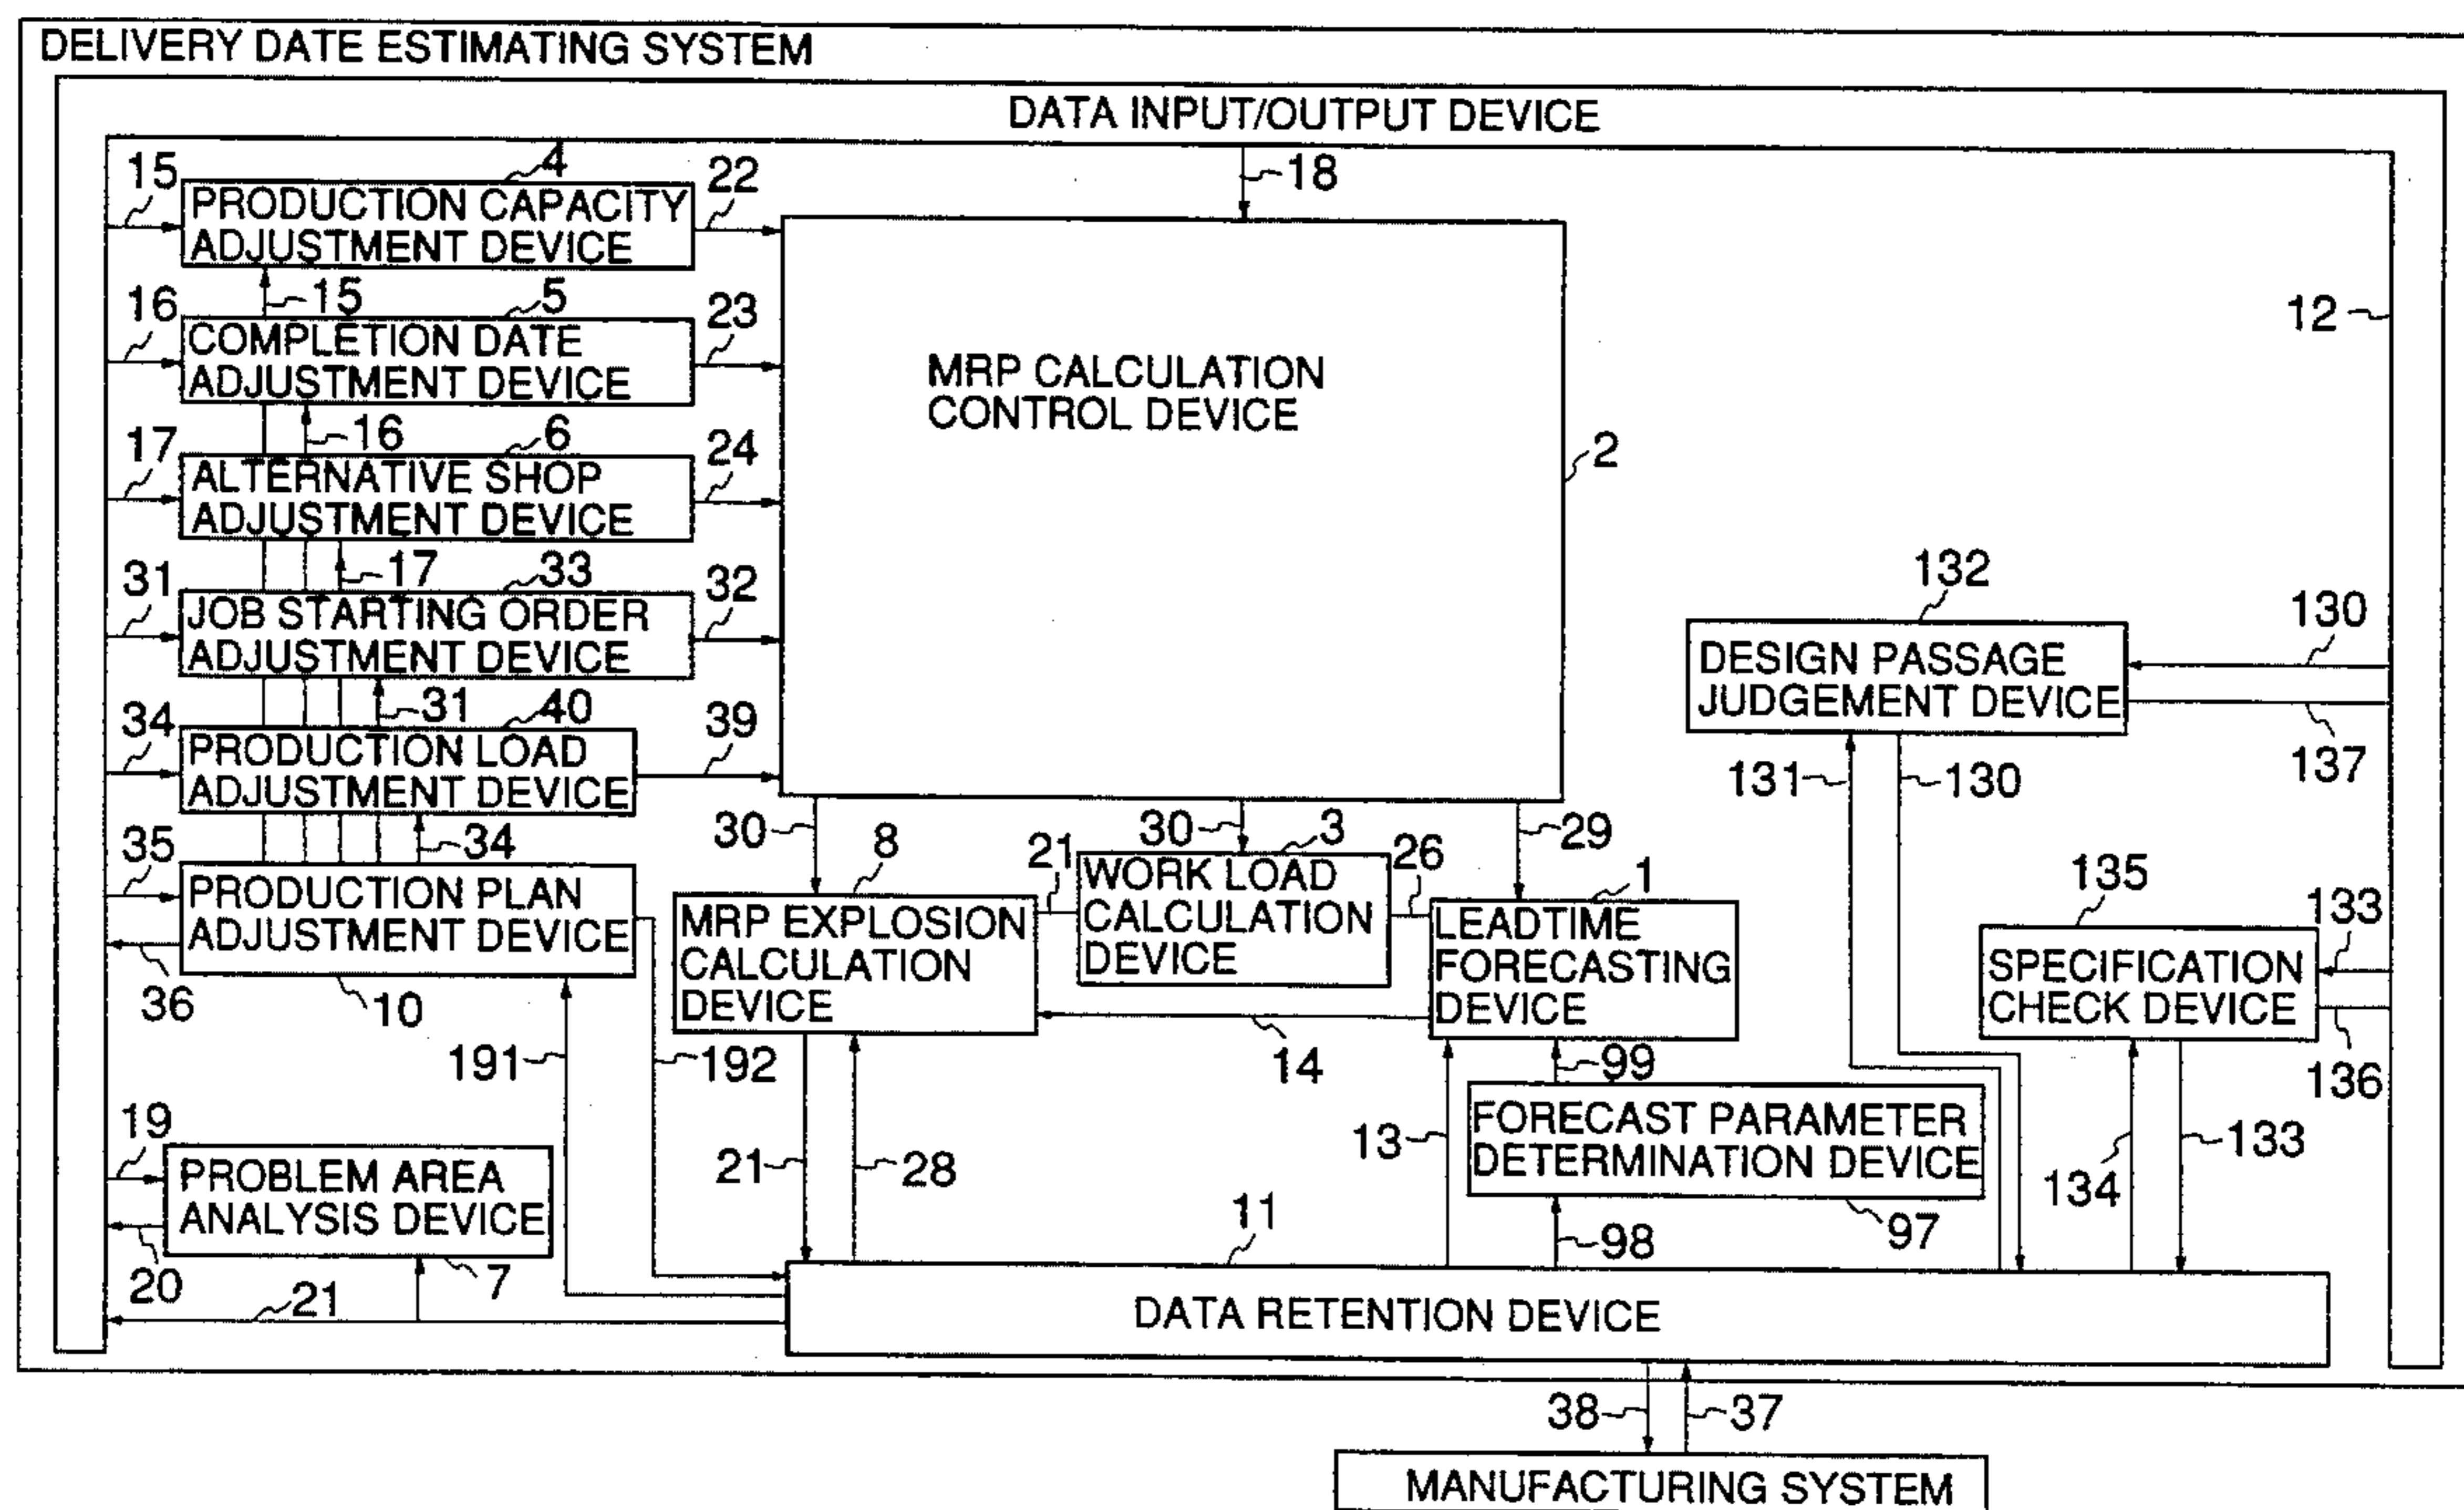 DELIVERY DATE ESTIMATING SYSTEM
DATA INPUT/OUTPUT DEVICE
15
4
22
18
PRODUCTION CAPACITY
ADJUSTMENT DEVICE
16
15
5
23
12
COMPLETION DATE
ADJUSTMENT DEVICE
MRP CALCULATION
CONTROL DEVICE
17
16
6
24
2
ALTERNATIVE SHOP
ADJUSTMENT DEVICE
31
17
33
32
132
130
JOB STARTING ORDER
ADJUSTMENT DEVICE
DESIGN PASSAGE
JUDGEMENT DEVICE
34
31
40
39
131
130
137
PRODUCTION LOAD
ADJUSTMENT DEVICE
35
34
30
8
21
30
3
26
29
1
135
133
PRODUCTION PLAN
ADJUSTMENT DEVICE
MRP EXPLOSION
CALCULATION
DEVICE
WORK LOAD
CALCULATION
DEVICE
LEADTIME
FORECASTING
DEVICE
SPECIFICATION
CHECK DEVICE
36
10
191
192
14
99
136
19
PROBLEM AREA
ANALYSIS DEVICE
21
28
13
FORECAST PARAMETER
DETERMINATION DEVICE
134
133
20
21
7
11
98
97
DATA RETENTION DEVICE
38
37
MANUFACTURING SYSTEM